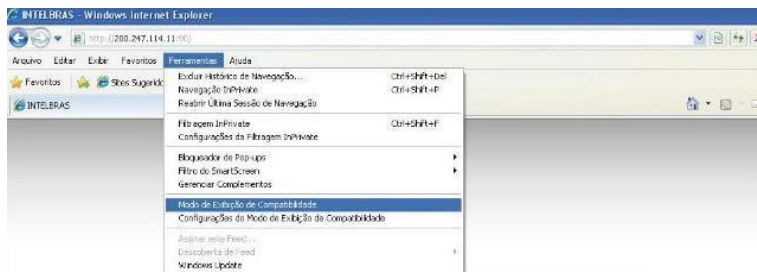 INTELBRAS - Windows Internet Explorer
http://200.247.114.11:90/
Arquivo Editar Exibir Favoritos Ferramentas Ajuda
Favoritos Sites Sugerido
INTELBRAS
Excluir Histórico de Navegação... Ctrl+Shift+Del
Navegação InPrivate Ctrl+Shift+P
Reabrir Última Sessão de Navegação
Filtragem InPrivate Ctrl+Shift+F
Configurações da Filtragem InPrivate
Bloqueador de Pop-ups
Filtro do SmartScreen
Gerenciar Complementos
Modo de Exibição de Compatibilidade
Configurações do Modo de Exibição de Compatibilidade
Assinar este Feed...
Descoberta de Feed
Windows Update